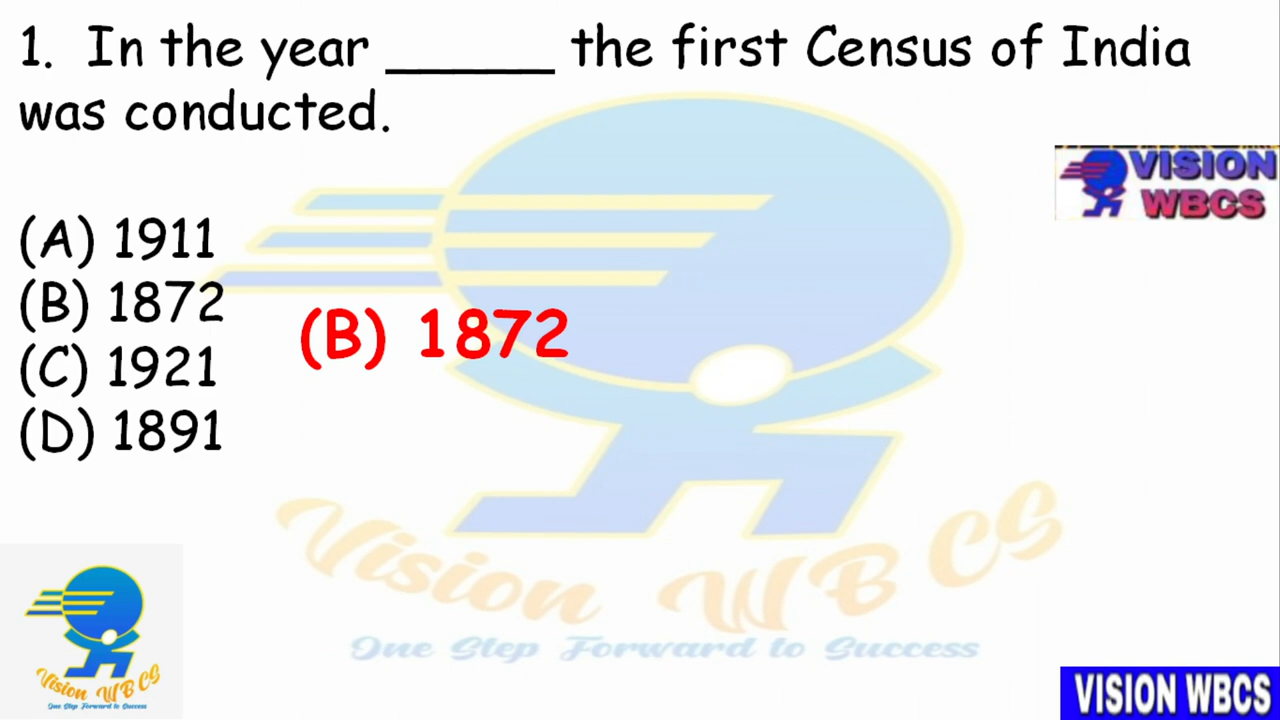 1. In the year _____ the first Census of India
was conducted.
VISION
WBCS
(A) 1911
(B) 1872
(B) 1872
(C) 1921
(D) 1891
Vision WBCS
One Step Forward to Success
Vision WBCS
One Step Forward to Success
VISION WBCS